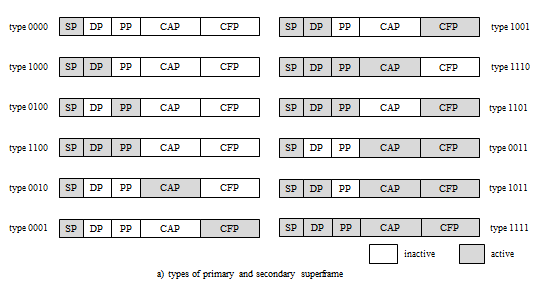 type 0000 SP DP PP CAP CFP SP DP PP CAP CFP type 1001
type 1000 SP DP PP CAP CFP SP DP PP CAP CFP type 1110
type 0100 SP DP PP CAP CFP SP DP PP CAP CFP type 1101
type 1100 SP DP PP CAP CFP SP DP PP CAP CFP type 0011
type 0010 SP DP PP CAP CFP SP DP PP CAP CFP type 1011
type 0001 SP DP PP CAP CFP SP DP PP CAP CFP type 1111
inactive active
a) types of primary and secondary superframe